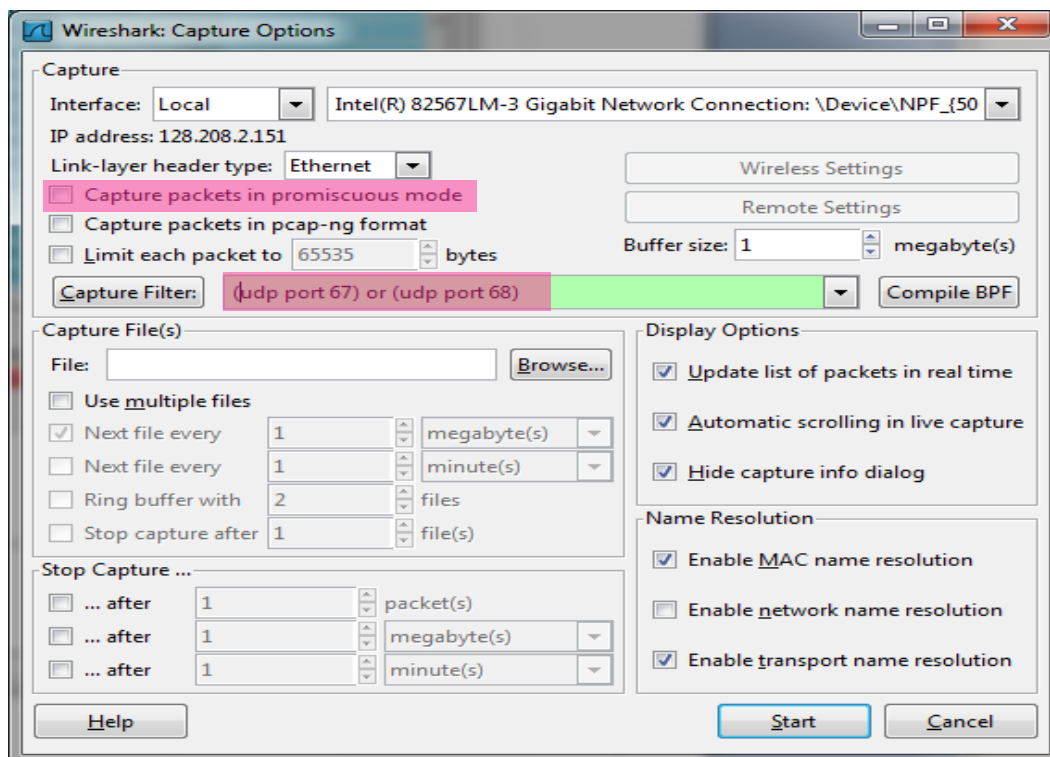 Wireshark: Capture Options
Capture
Interface: Local Intel(R) 82567LM-3 Gigabit Network Connection: \Device\NPF_{50
IP address: 128.208.2.151
Link-layer header type: Ethernet
Wireless Settings
Capture packets in promiscuous mode
Remote Settings
Capture packets in pcap-ng format
Buffer size: 1 megabyte(s)
Limit each packet to 65535 bytes
Capture Filter: (udp port 67) or (udp port 68) Compile BPF
Capture File(s)
File: Browse...
Use multiple files
Next file every 1 megabyte(s)
Next file every 1 minute(s)
Ring buffer with 2 files
Stop capture after 1 file(s)
Stop Capture ...
... after 1 packet(s)
... after 1 megabyte(s)
... after 1 minute(s)
Display Options
Update list of packets in real time
Automatic scrolling in live capture
Hide capture info dialog
Name Resolution
Enable MAC name resolution
Enable network name resolution
Enable transport name resolution
Help Start Cancel